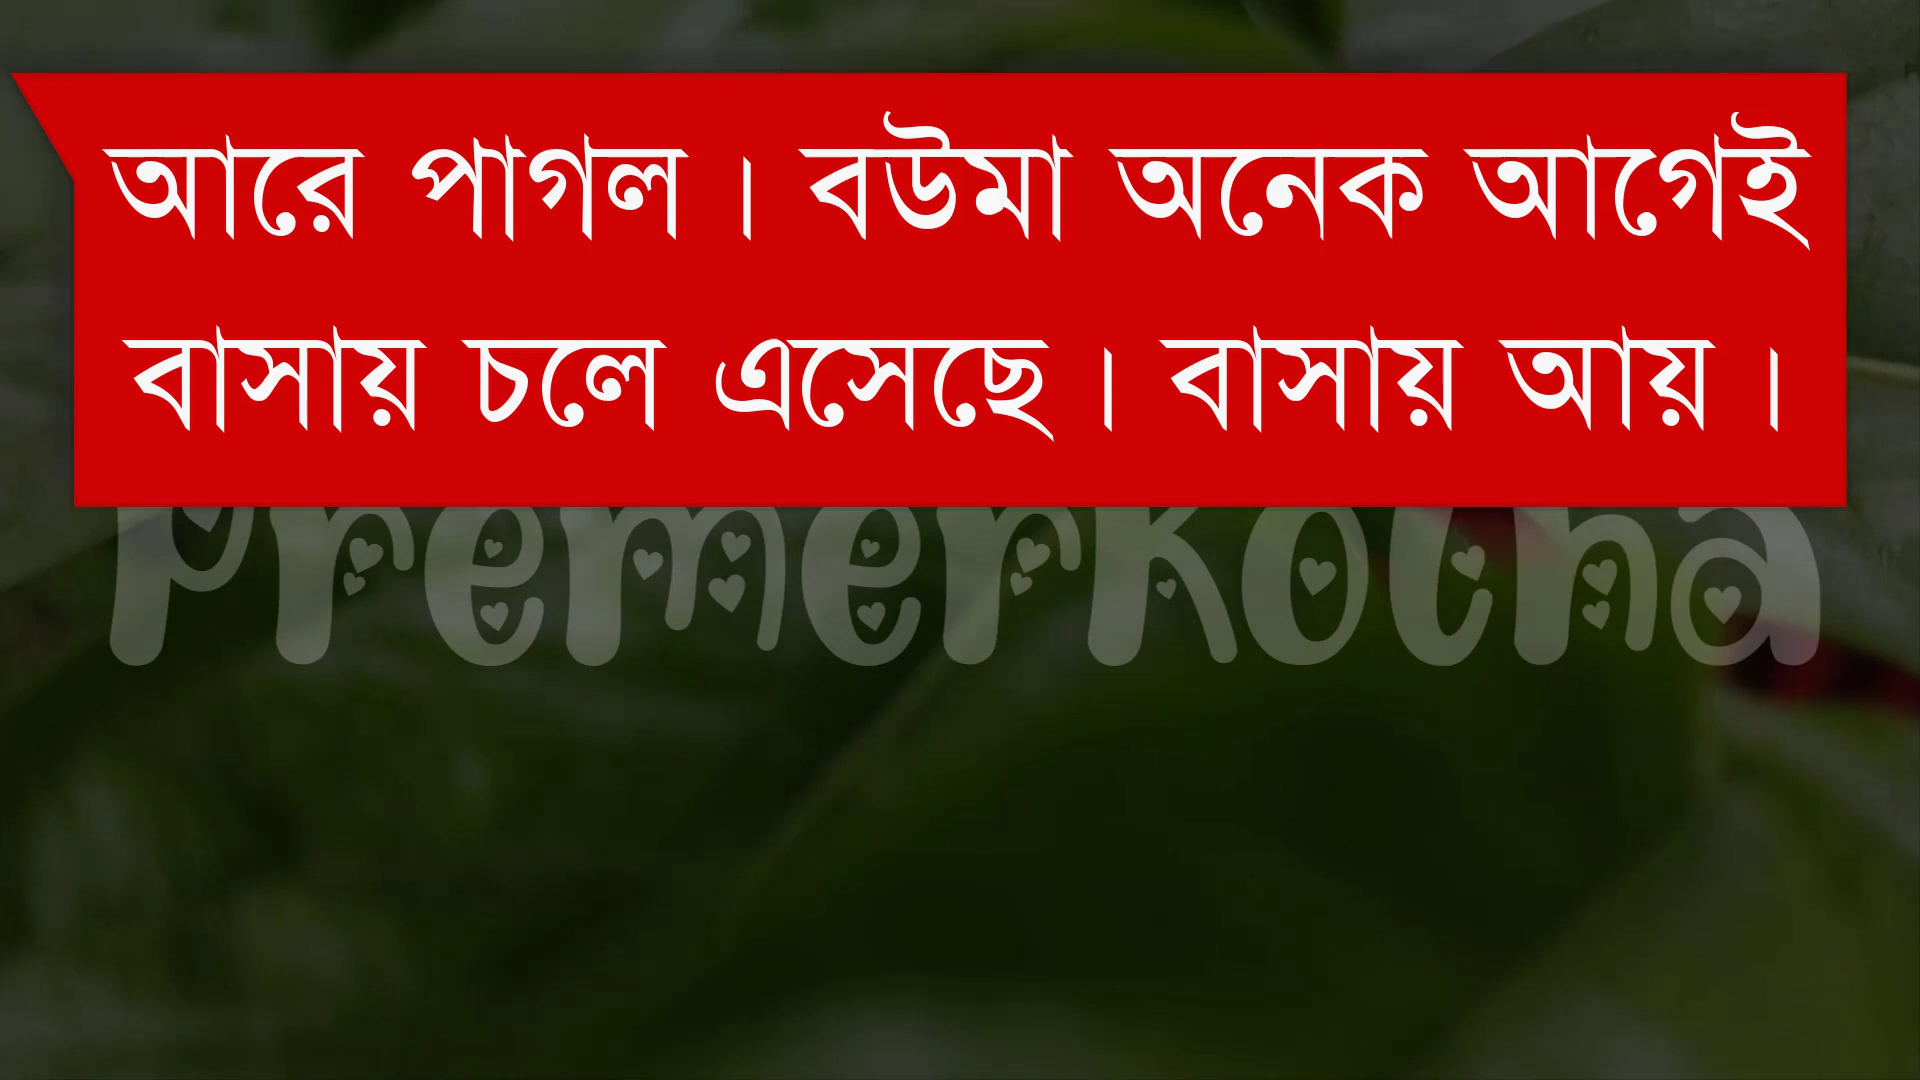 আরে পাগল । বউমা অনেক আগেই
বাসায় চলে এসেছে । বাসায় আয় ।
Premerkotha